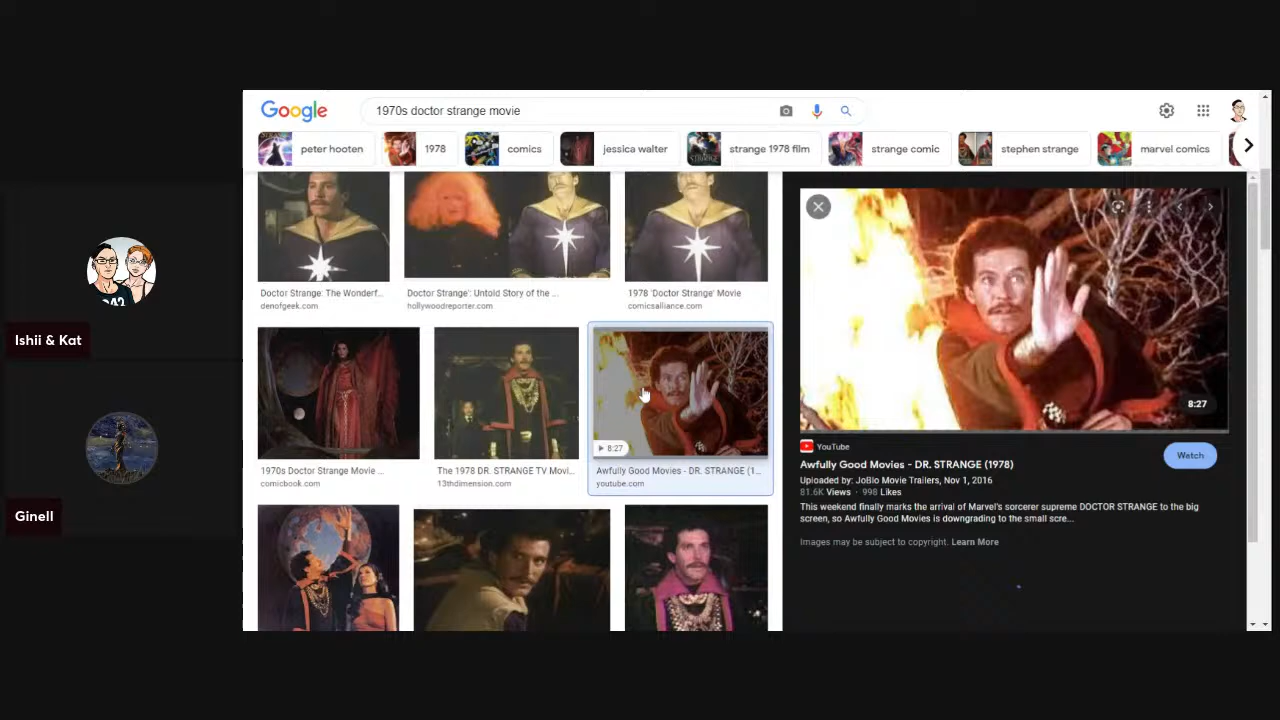 Google
1970s doctor strange movie
peter hooten
1978
comics
jessica walter
strange 1978 film
strange comic
stephen strange
marvel comics
Doctor Strange: The Wonderf...
denofgeek.com
Doctor Strange': Untold Story of the ...
hollywoodreporter.com
1978 'Doctor Strange' Movie
comicsalliance.com
8:27
1970s Doctor Strange Movie ...
comicbook.com
The 1978 DR. STRANGE TV Movi...
13thdimension.com
Awfully Good Movies - DR. STRANGE (1...
youtube.com
8:27
YouTube
Awfully Good Movies - DR. STRANGE (1978)
Watch
Uploaded by: JoBlo Movie Trailers, Nov 1, 2016
81.6K Views · 998 Likes
This weekend finally marks the arrival of Marvel's sorcerer supreme DOCTOR STRANGE to the big
screen, so Awfully Good Movies is downgrading to the small scre...
Images may be subject to copyright. Learn More
Ishii & Kat
Ginell